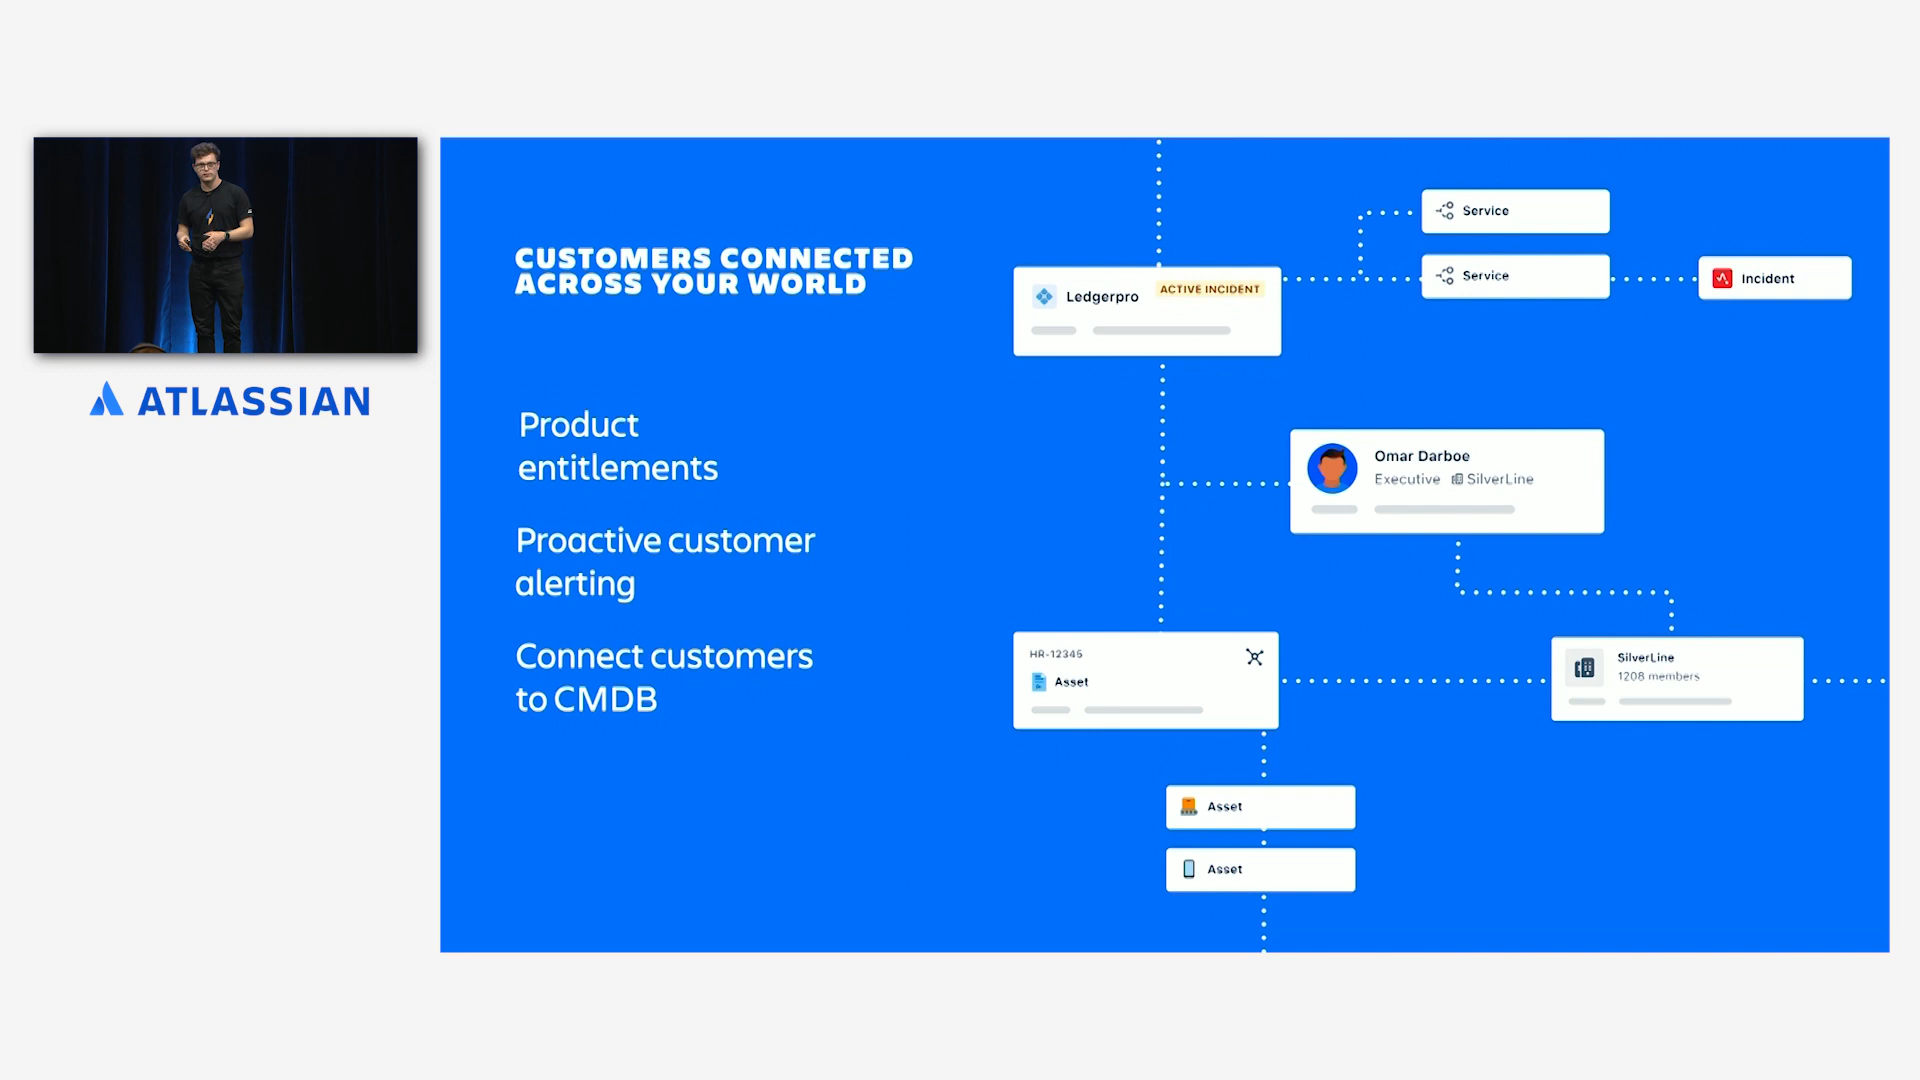 ATLASSIAN
CUSTOMERS CONNECTED
ACROSS YOUR WORLD
Product
entitlements
Proactive customer
alerting
Connect customers
to CMDB
Ledgerpro
ACTIVE INCIDENT
Service
Service
Incident
Omar Darboe
Executive SilverLine
HR-12345
Asset
SilverLine
1208 members
Asset
Asset